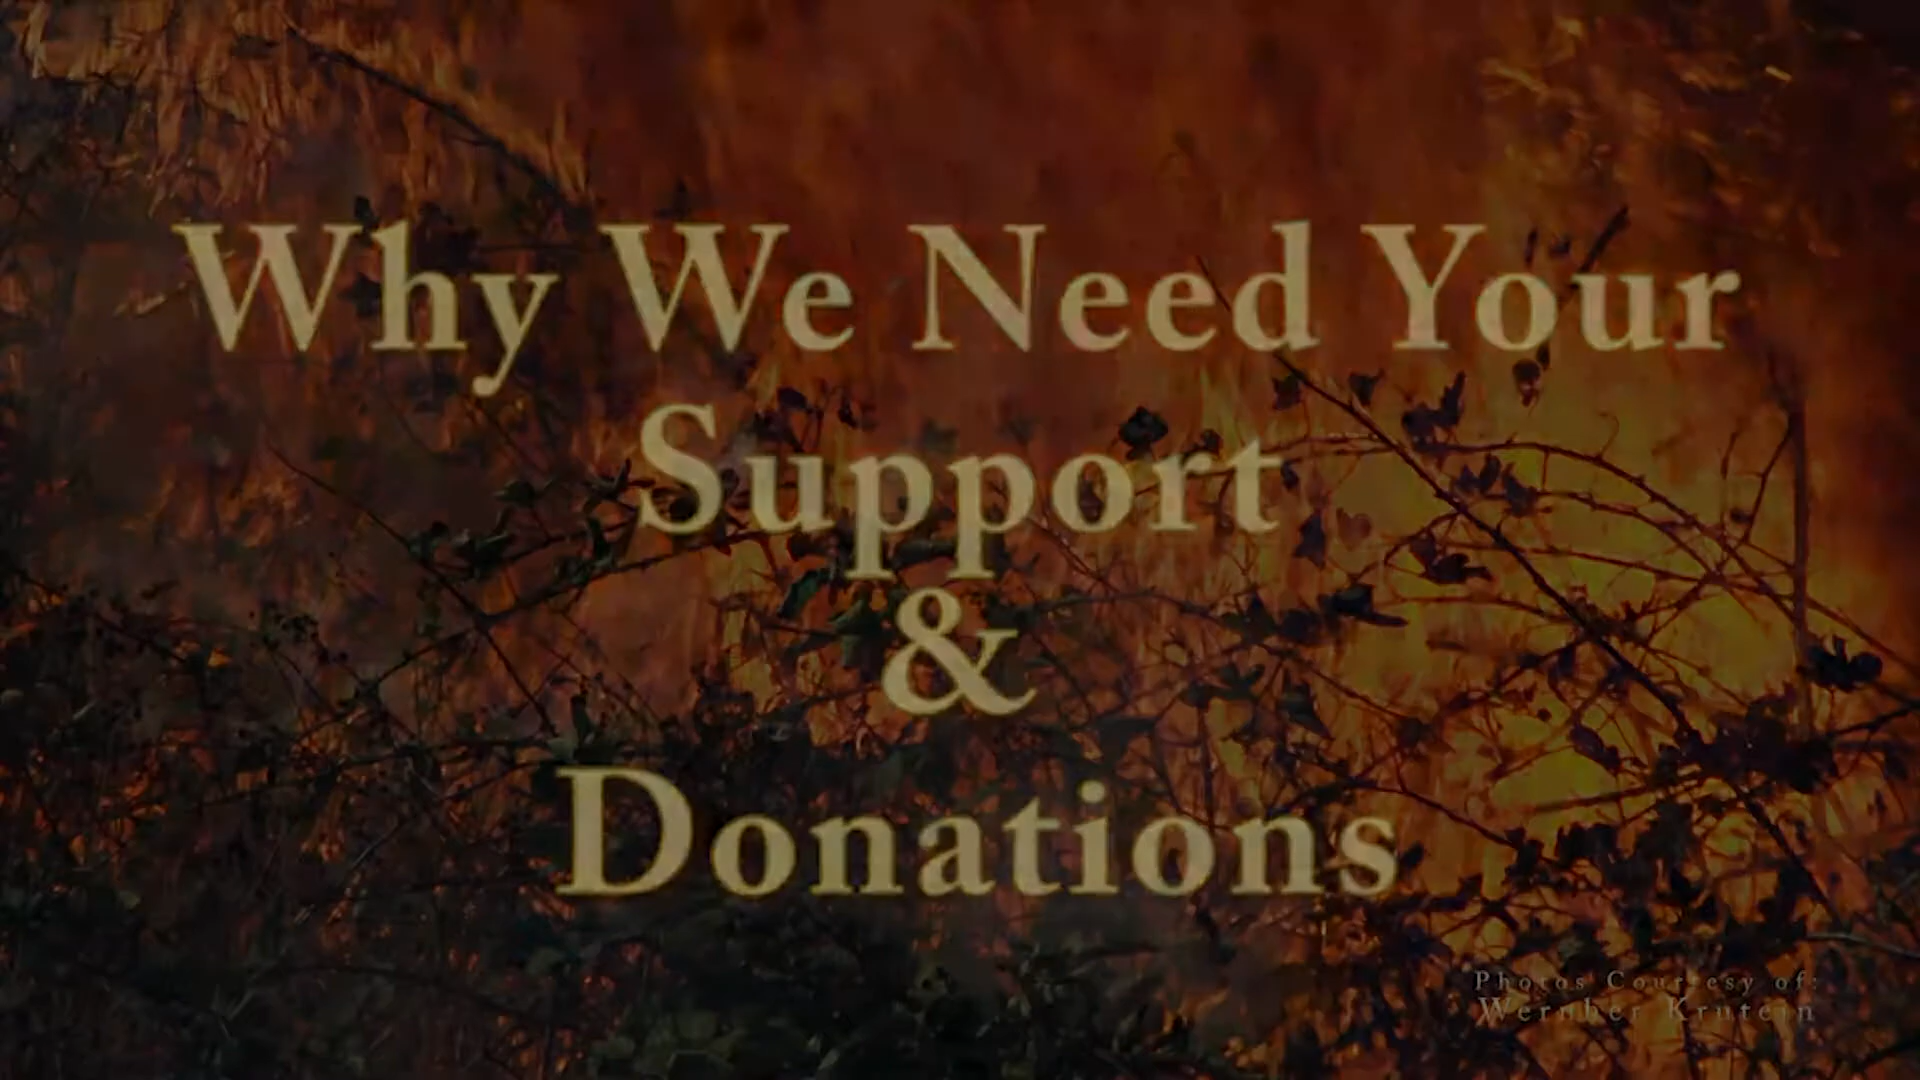 Why We Need Your
Support
&
Donations
Photos Courtesy of:
Wernher Krutein